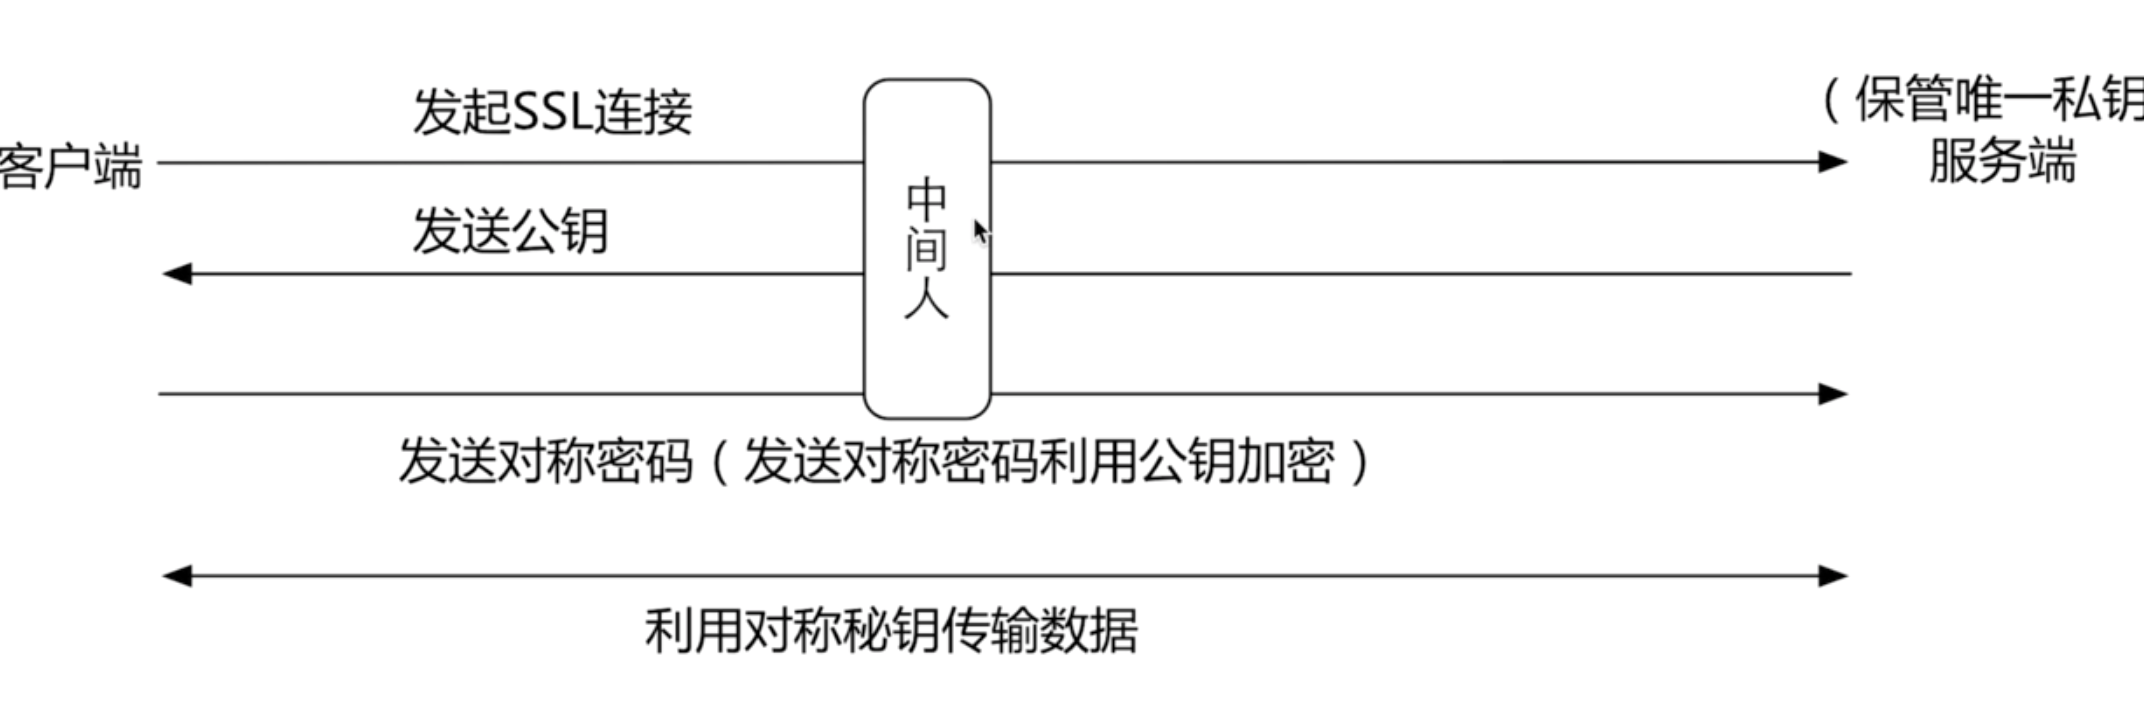 发起SSL连接
（保管唯一私钥
客户端
服务端
发送公钥
中
间
人
发送对称密码（发送对称密码利用公钥加密）
利用对称秘钥传输数据